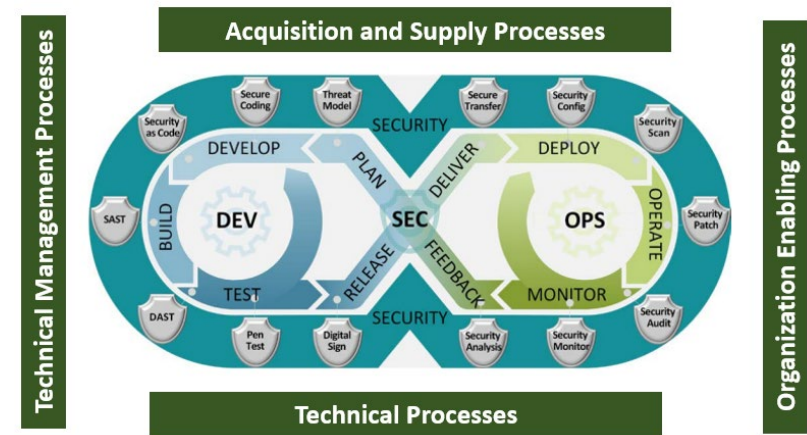 Acquisition and Supply Processes
Technical Management Processes
Organization Enabling Processes
Secure
Coding
Threat
Model
Secure
Transfer
Security
Config
Security
as Code
SECURITY
Security
Scan
DEVELOP
PLAN
DELIVER
DEPLOY
SAST
BUILD
DEV
SEC
OPS
OPERATE
Security
Patch
TEST
RELEASE
FEEDBACK
MONITOR
DAST
SECURITY
Security
Audit
Pen
Test
Digital
Sign
Security
Analysis
Security
Monitor
Technical Processes